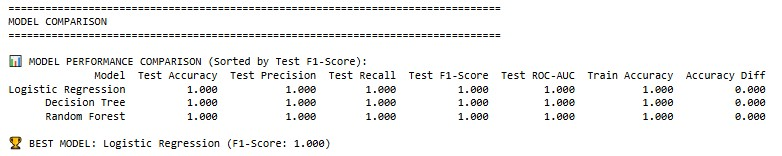 ================================================================================
MODEL COMPARISON
================================================================================
📊 MODEL PERFORMANCE COMPARISON (Sorted by Test F1-Score):
Model Test Accuracy Test Precision Test Recall Test F1-Score Test ROC-AUC Train Accuracy Accuracy Diff
Logistic Regression 1.000 1.000 1.000 1.000 1.000 1.000 0.000
Decision Tree 1.000 1.000 1.000 1.000 1.000 1.000 0.000
Random Forest 1.000 1.000 1.000 1.000 1.000 1.000 0.000
🏆 BEST MODEL: Logistic Regression (F1-Score: 1.000)